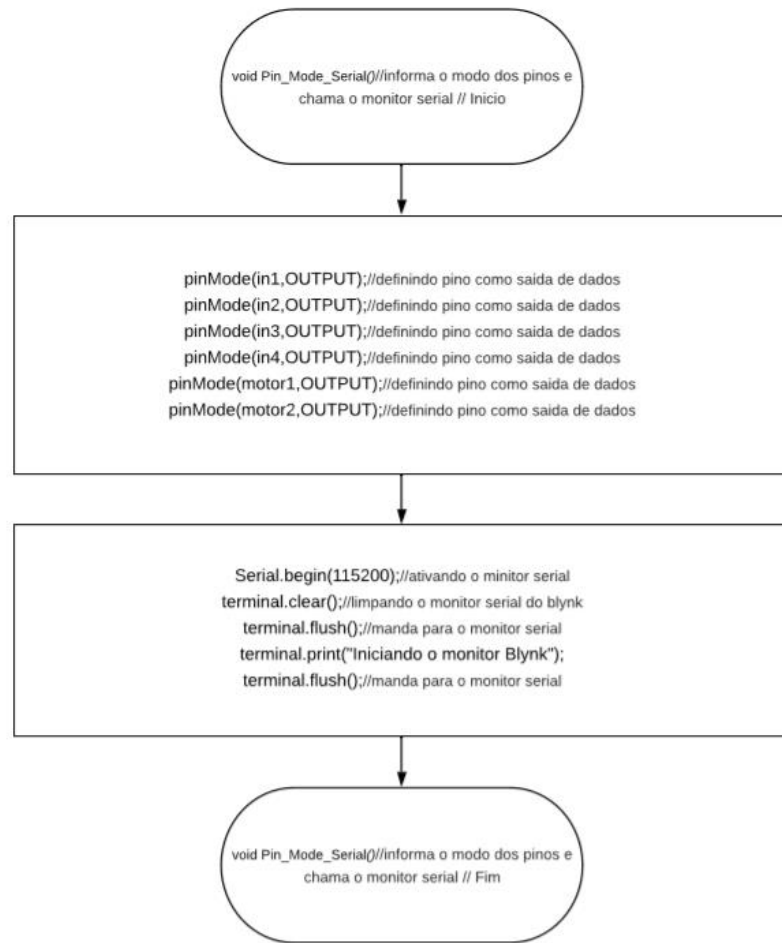 void Pin_Mode_Serial()//informa o modo dos pinos e
chama o monitor serial // Inicio
pinMode(in1,OUTPUT);//definindo pino como saida de dados
pinMode(in2,OUTPUT);//definindo pino como saida de dados
pinMode(in3,OUTPUT);//definindo pino como saida de dados
pinMode(in4,OUTPUT);//definindo pino como saida de dados
pinMode(motor1,OUTPUT);//definindo pino como saida de dados
pinMode(motor2,OUTPUT);//definindo pino como saida de dados
Serial.begin(115200);//ativando o minitor serial
terminal.clear();//limpando o monitor serial do blynk
terminal.flush();//manda para o monitor serial
terminal.print("Iniciando o monitor Blynk");
terminal.flush();//manda para o monitor serial
void Pin_Mode_Serial()//informa o modo dos pinos e
chama o monitor serial // Fim